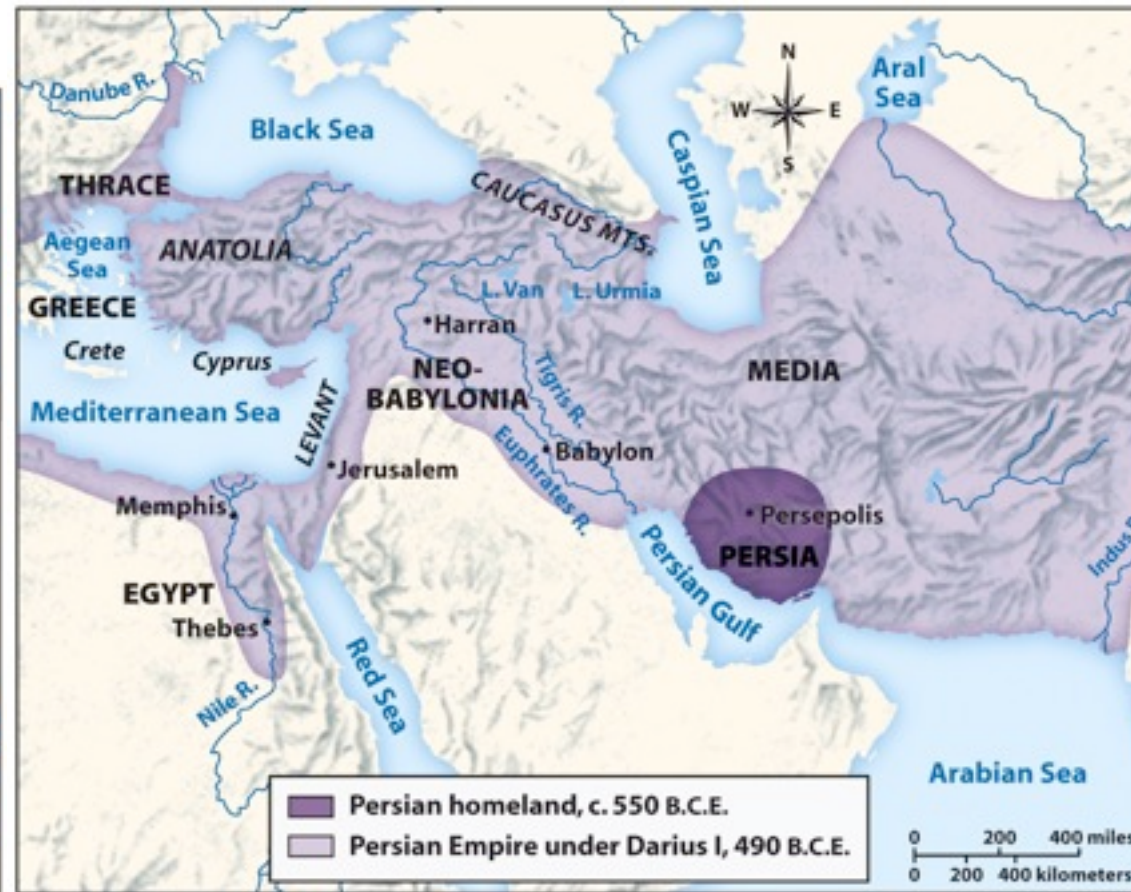 Danube R.
Black Sea
THRACE
Aegean
Sea
ANATOLIA
GREECE
Crete
Cyprus
Mediterranean Sea
CAUCASUS MTS.
Caspian Sea
Aral
Sea
N
W
E
S
L. Van
L. Urmia
Harran
NEO-
BABYLONIA
Tigris R.
MEDIA
LEVANT
Jerusalem
Babylon
Euphrates R.
Memphis
EGYPT
Thebes
Nile R.
Red Sea
Persepolis
PERSIA
Persian Gulf
Indus
Arabian Sea
Persian homeland, c. 550 B.C.E.
Persian Empire under Darius I, 490 B.C.E.
0 200 400 miles
0 200 400 kilometers